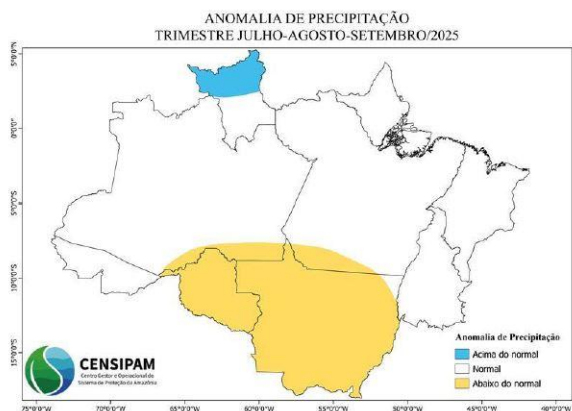 ANOMALIA DE PRECIPITAÇÃO
TRIMESTRE JULHO-AGOSTO-SETEMBRO/2025
5°0'0"N
0°0'0"
5°0'0"S
10°0'0"S
15°0'0"S
CENSIPAM
Centro Gestor e Operacional do
Sistema de Proteção da Amazônia
Anomalia de Precipitação
Acima do normal
Normal
Abaixo do normal
75°0'0"W 70°0'0"W 65°0'0"W 60°0'0"W 55°0'0"W 50°0'0"W 45°0'0"W